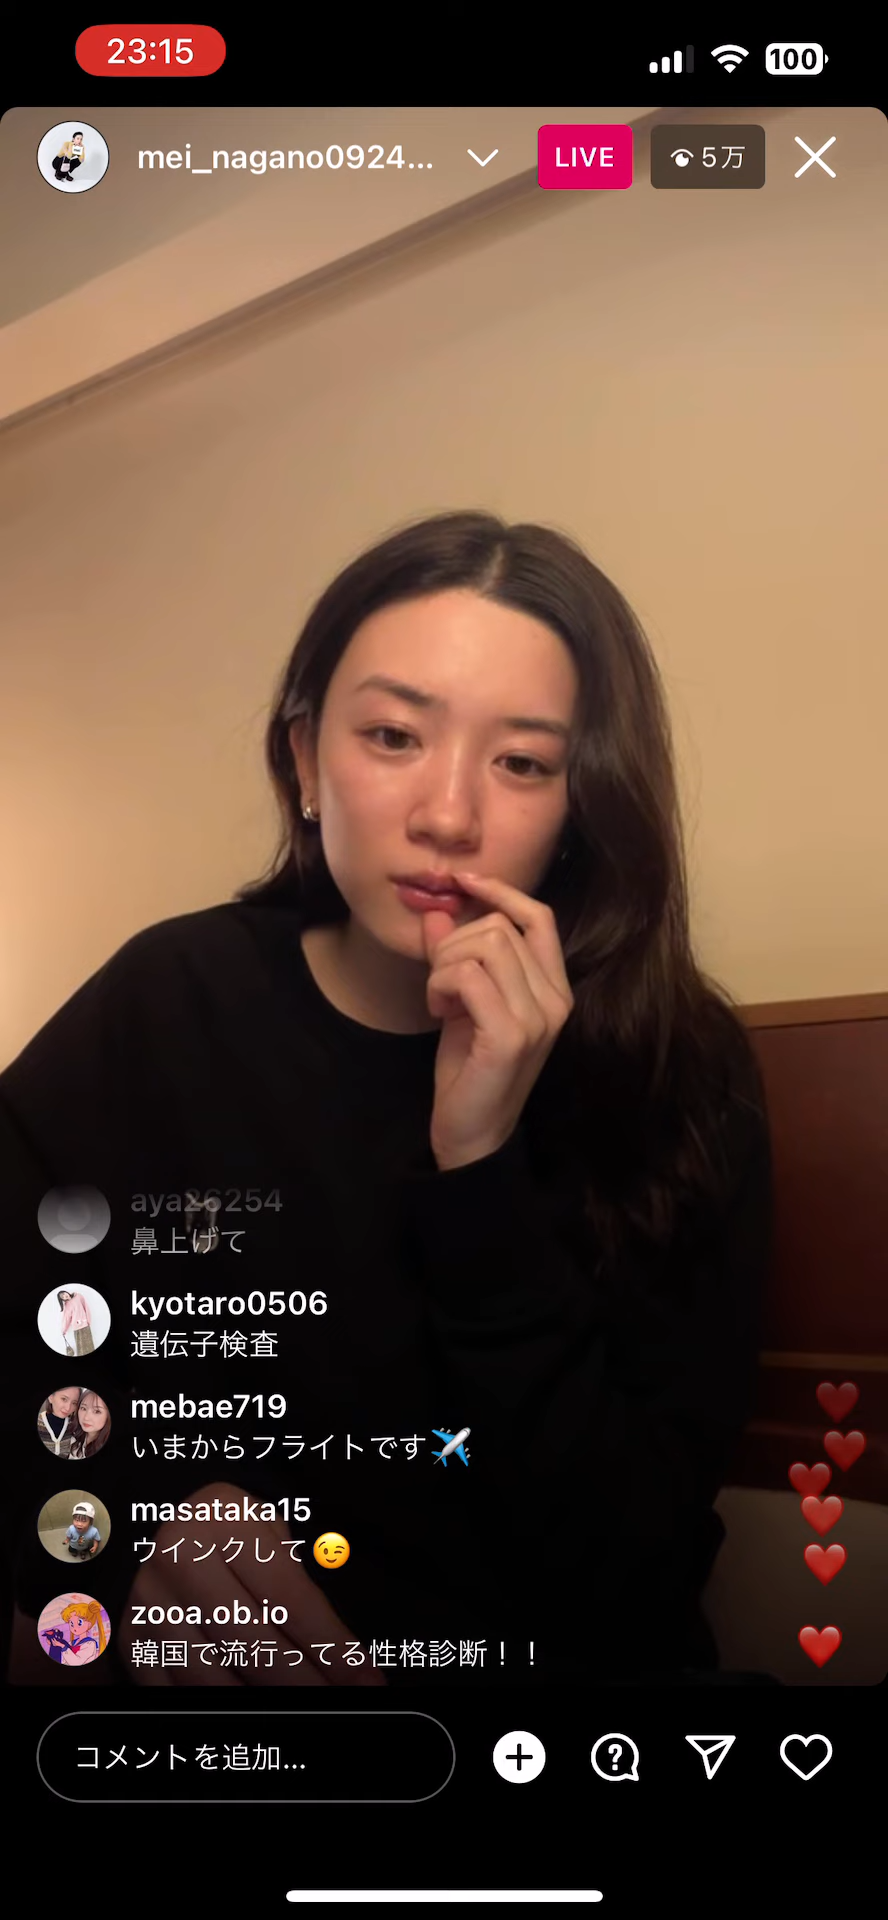 23:15
100
mei_nagano0924...
LIVE
5万
aya26254
鼻上げて
kyotaro0506
遺伝子検査
mebae719
いまからフライトです✈️
masataka15
ウインクして😉
zooa.ob.io
韓国で流行ってる性格診断！！
コメントを追加...